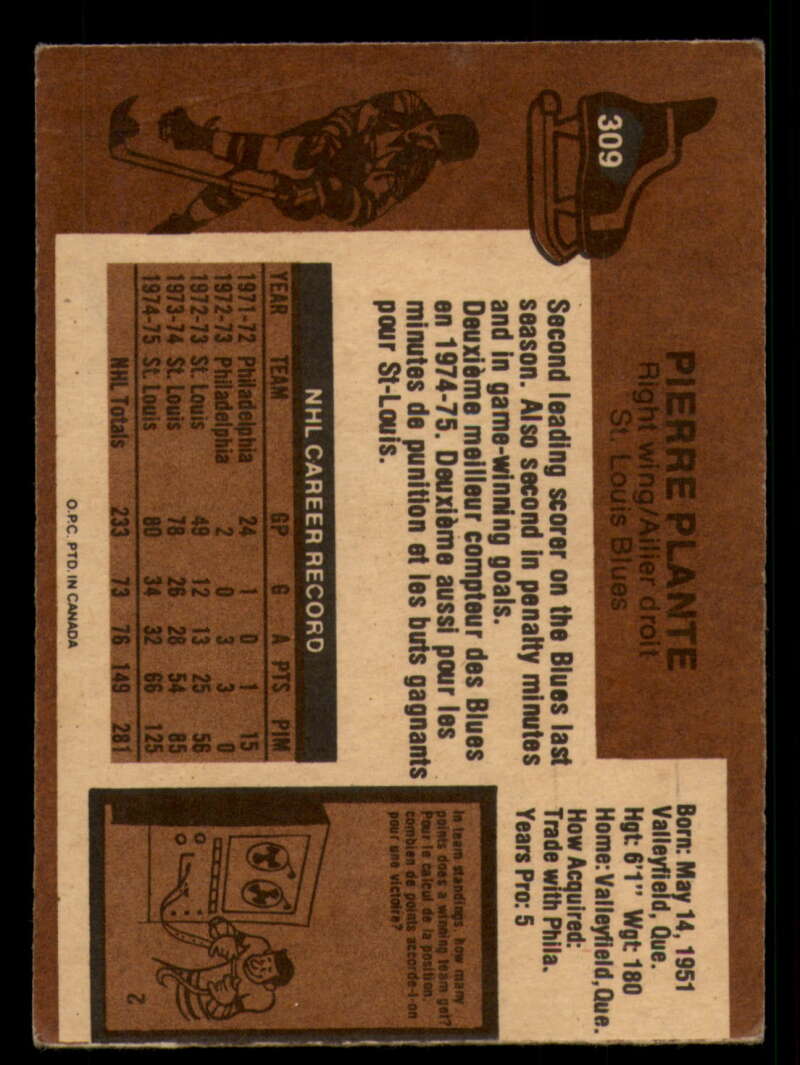 309
PIERRE PLANTE
Right wing/Ailier droit
St. Louis Blues
Born: May 14, 1951
Valleyfield, Que.
Hgt: 6'1" Wgt: 180
Home: Valleyfield, Que.
How Acquired:
Trade with Phila.
Years Pro: 5
Second leading scorer on the Blues last
season. Also second in penalty minutes
and in game-winning goals.
Deuxième meilleur compteur des Blues
en 1974-75. Deuxième aussi pour les
minutes de punition et les buts gagnants
pour St-Louis.
NHL CAREER RECORD
YEAR TEAM GP G A PTS PIM
1971-72 Philadelphia 24 1 0 1 15
1972-73 Philadelphia 2 0 3 3 0
1972-73 St. Louis 49 12 13 25 56
1973-74 St. Louis 78 26 28 54 85
1974-75 St. Louis 80 34 32 66 125
NHL Totals 233 73 76 149 281
In team standings, how many
points does a winning team get?
Pour le calcul de la position,
combien de points accorde-t-on
pour une victoire?
2
O.P.C. PTD. IN CANADA